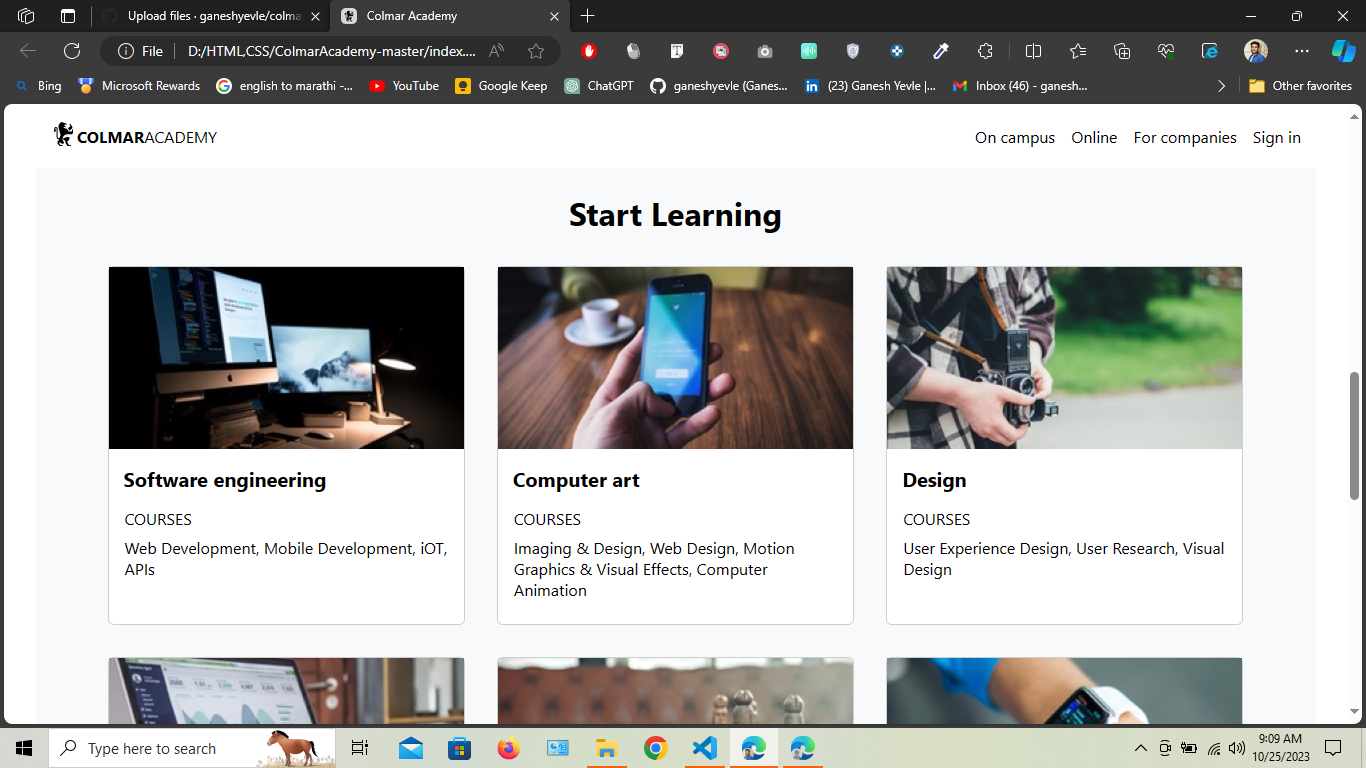 Upload files · ganeshyevle/colma
Colmar Academy
File
D:/HTML,CSS/ColmarAcademy-master/index....
Bing
Microsoft Rewards
english to marathi -...
YouTube
Google Keep
ChatGPT
ganeshyevle (Ganes...
(23) Ganesh Yevle |...
Inbox (46) - ganesh...
Other favorites
COLMARACADEMY
On campus
Online
For companies
Sign in
Start Learning
Software engineering
COURSES
Web Development, Mobile Development, iOT,
APIs
Computer art
COURSES
Imaging & Design, Web Design, Motion
Graphics & Visual Effects, Computer
Animation
Design
COURSES
User Experience Design, User Research, Visual
Design
Type here to search
9:09 AM
10/25/2023